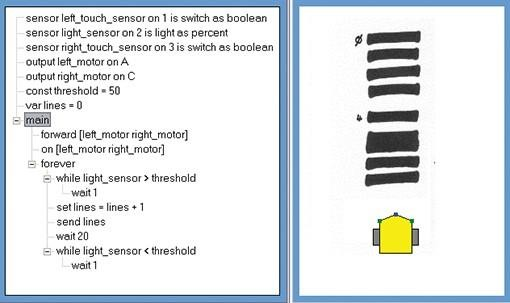 sensor left_touch_sensor on 1 is switch as boolean
sensor light_sensor on 2 is light as percent
sensor right_touch_sensor on 3 is switch as boolean
output left_motor on A
output right_motor on C
const threshold = 50
var lines = 0
main
forward [left_motor right_motor]
on [left_motor right_motor]
forever
while light_sensor > threshold
wait 1
set lines = lines + 1
send lines
wait 20
while light_sensor < threshold
wait 1